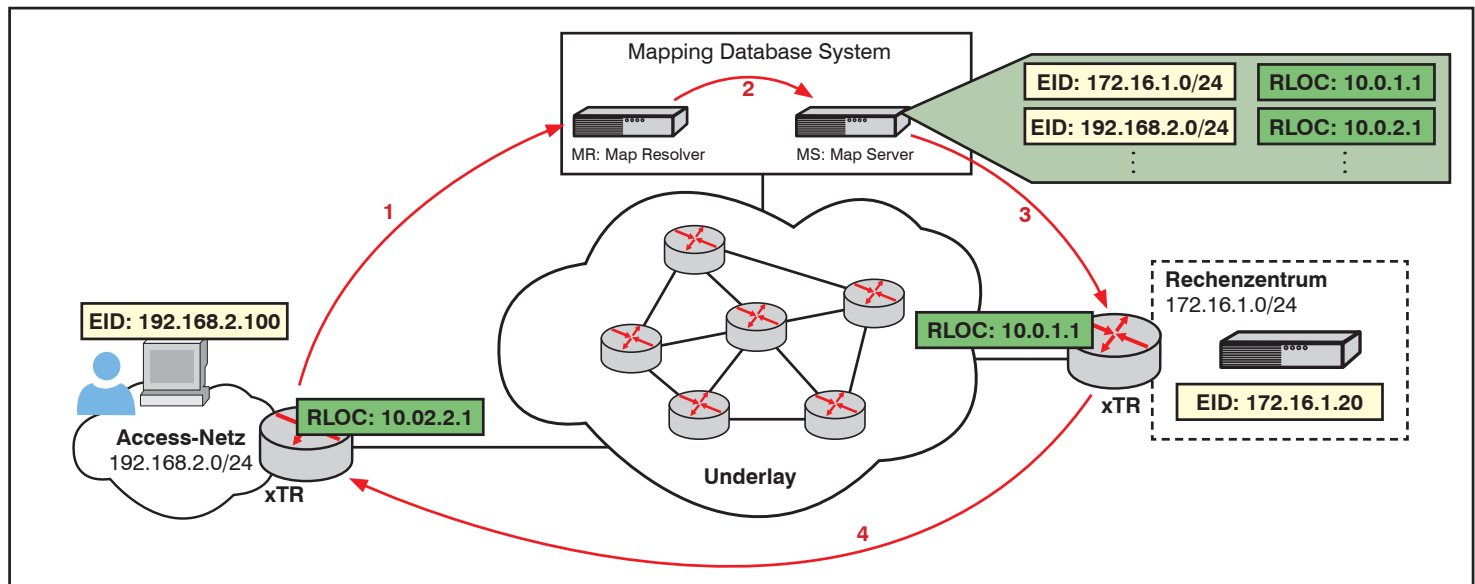 Mapping Database System
2
MR: Map Resolver
MS: Map Server
EID: 172.16.1.0/24
RLOC: 10.0.1.1
EID: 192.168.2.0/24
RLOC: 10.0.2.1
1
3
EID: 192.168.2.100
Access-Netz
192.168.2.0/24
RLOC: 10.02.2.1
xTR
Underlay
RLOC: 10.0.1.1
xTR
Rechenzentrum
172.16.1.0/24
EID: 172.16.1.20
4